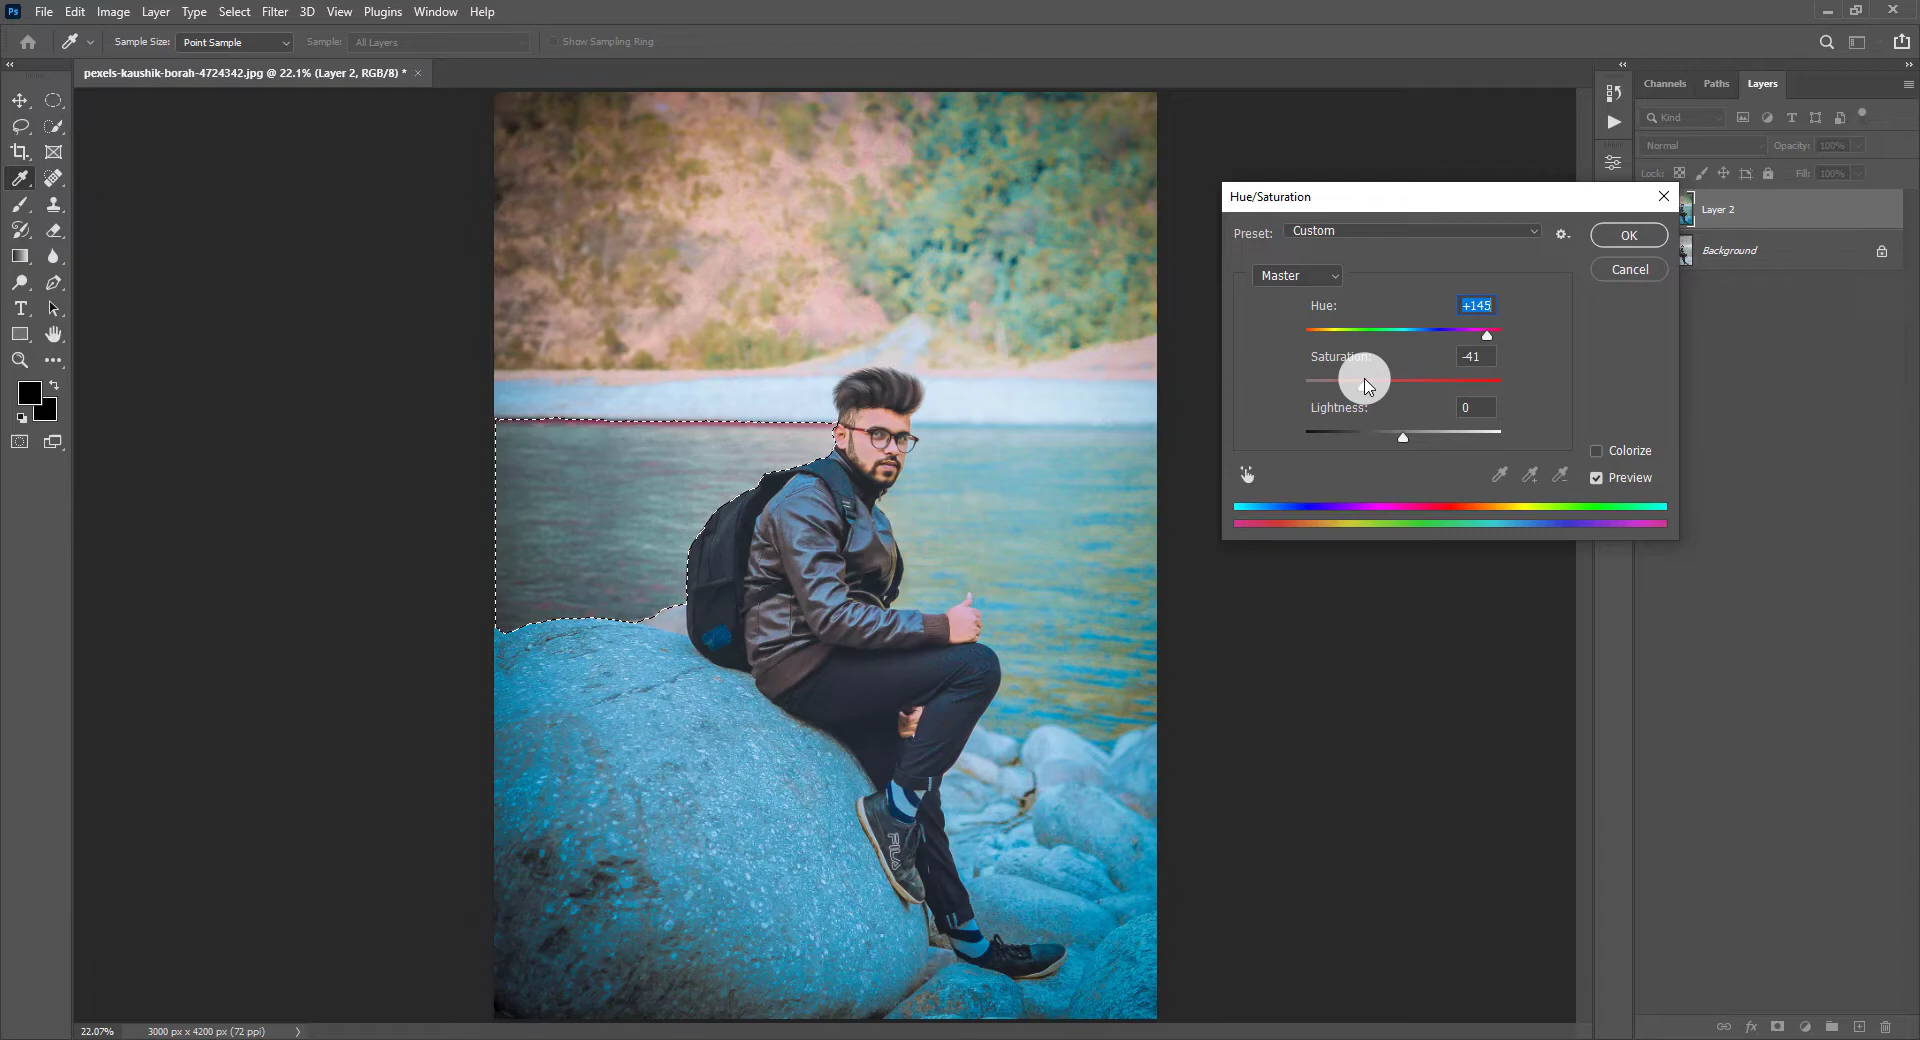 Ps File Edit Image Layer Type Select Filter 3D View Plugins Window Help
Sample Size: Point Sample Sample: All Layers Show Sampling Ring
pexels-kaushik-borah-4724342.jpg @ 22.1% (Layer 2, RGB/8) *
Channels Paths Layers
Kind
Normal Opacity: 100%
Lock: Fill: 100%
Layer 2
Background
Hue/Saturation
Preset: Custom
OK
Master
Cancel
Hue: +145
Saturation: -41
Lightness: 0
Colorize
Preview
FILA
22.07% 3000 px x 4200 px (72 ppi)